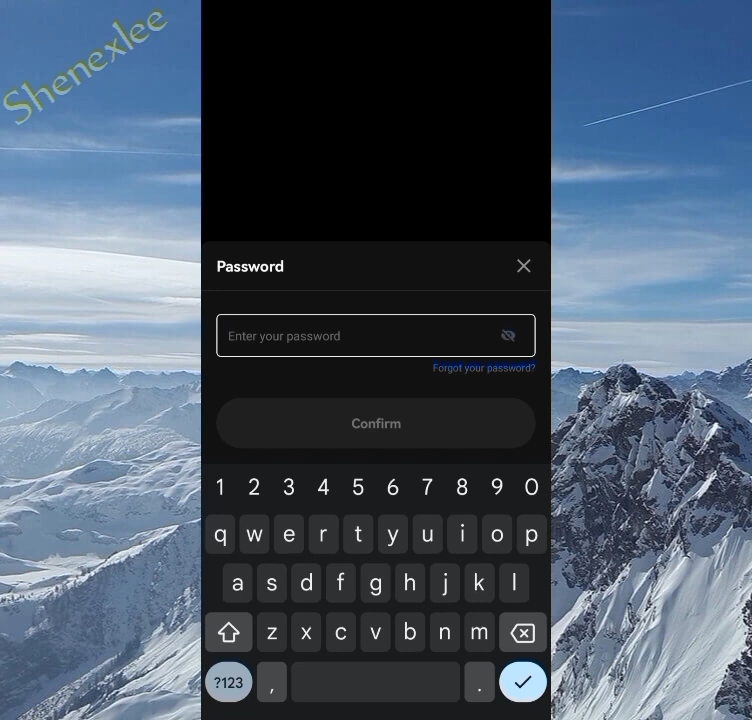 Shenexlee
Password
Enter your password
Forgot your password?
Confirm
1 2 3 4 5 6 7 8 9 0
q w e r t y u i o p
a s d f g h j k l
z x c v b n m
?123 , .